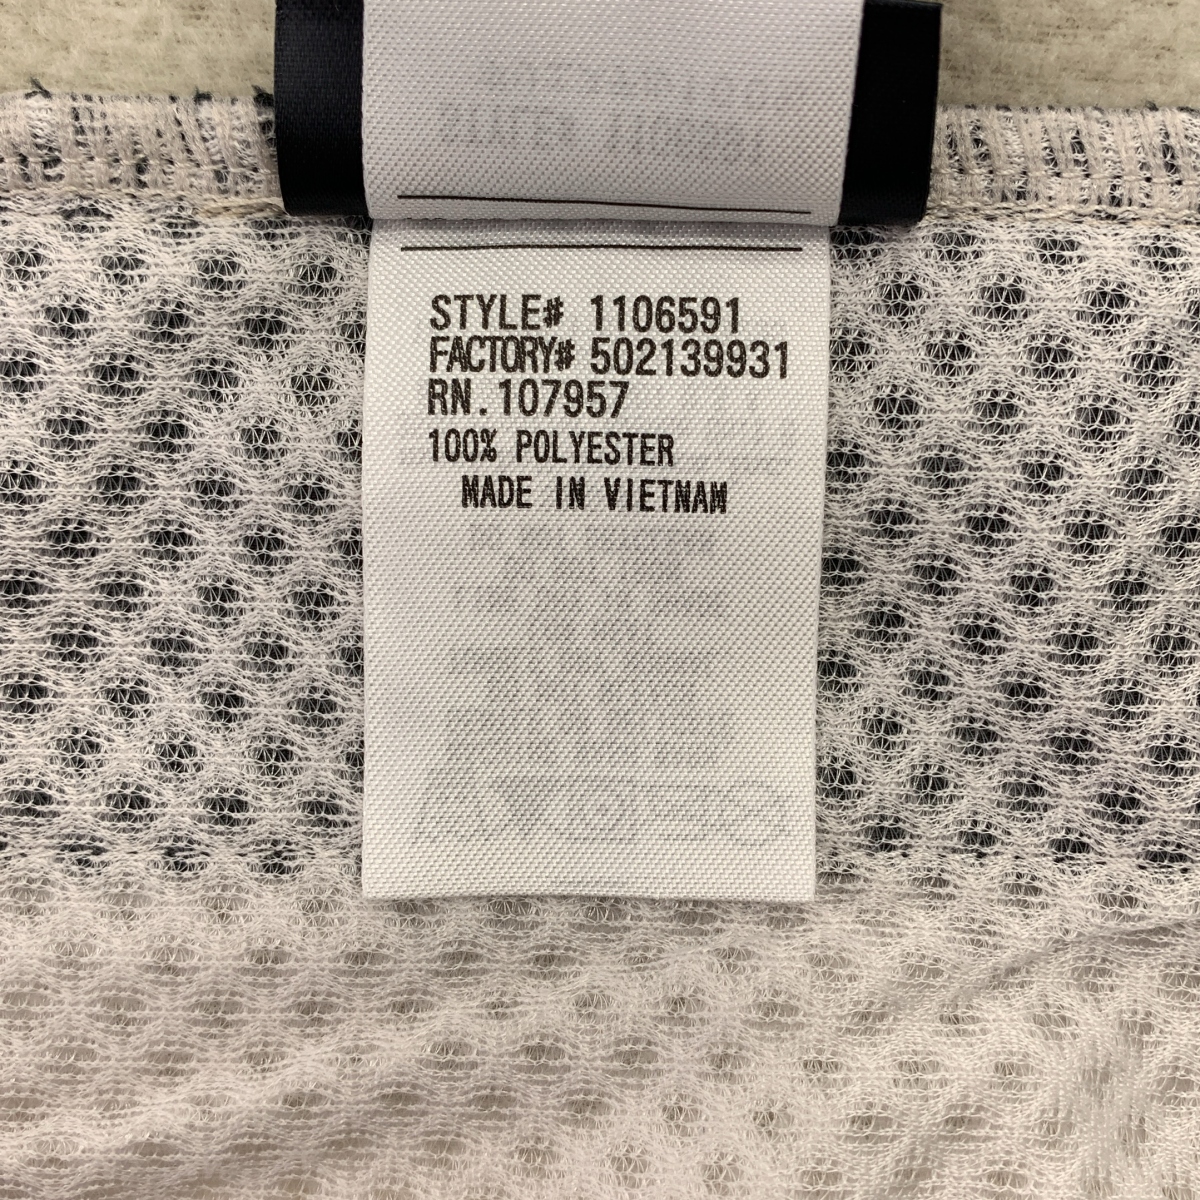 STYLE# 1106591
FACTORY# 502139931
RN.107957
100% POLYESTER
MADE IN VIETNAM